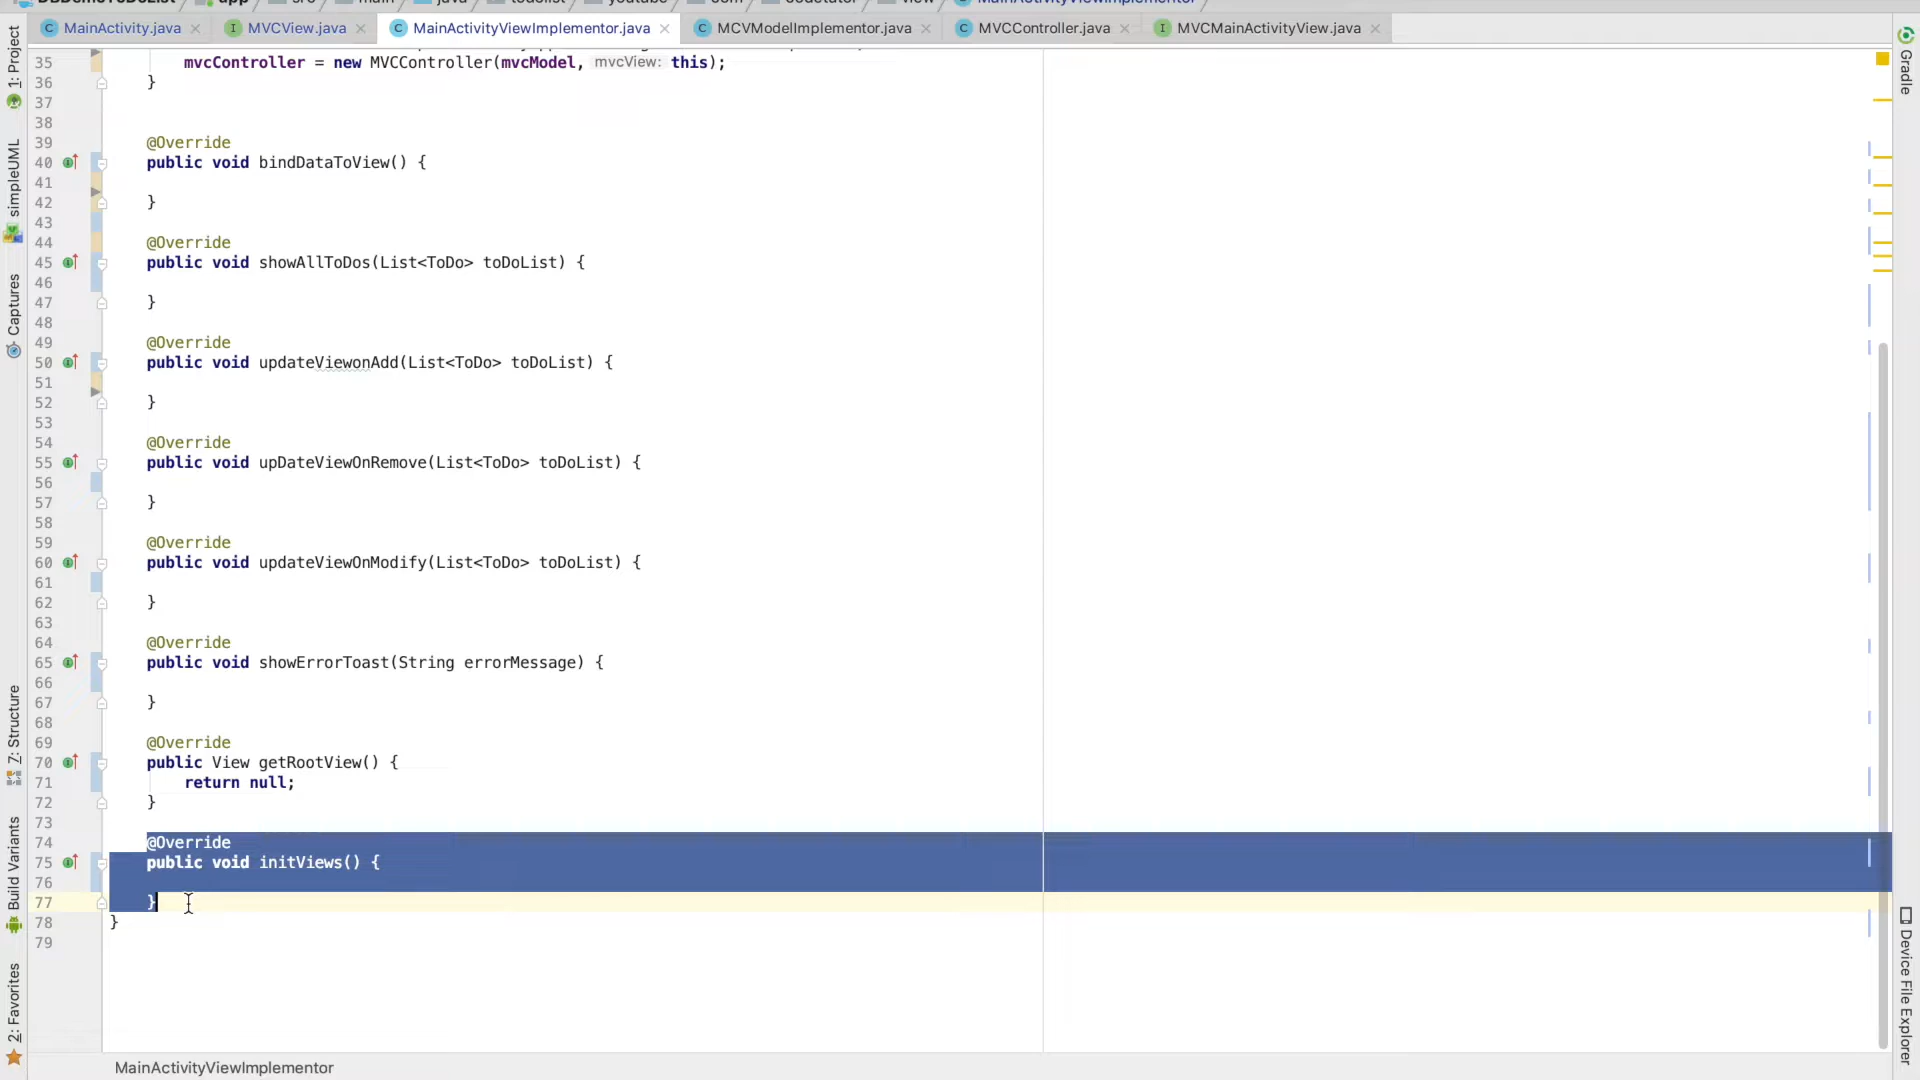 MainActivity.java MVCView.java MainActivityViewImplementor.java MCVModelImplementor.java MVCController.java MVCMainActivityView.java
35 mvcController = new MVCController(mvcModel, mvcView: this);
36 }
37
38
39 @Override
40 public void bindDataToView() {
41
42 }
43
44 @Override
45 public void showAllToDos(List<ToDo> toDoList) {
46
47 }
48
49 @Override
50 public void updateViewonAdd(List<ToDo> toDoList) {
51
52 }
53
54 @Override
55 public void upDateViewOnRemove(List<ToDo> toDoList) {
56
57 }
58
59 @Override
60 public void updateViewOnModify(List<ToDo> toDoList) {
61
62 }
63
64 @Override
65 public void showErrorToast(String errorMessage) {
66
67 }
68
69 @Override
70 public View getRootView() {
71 return null;
72 }
73
74 @Override
75 public void initViews() {
76
77 }
78 }
79
MainActivityViewImplementor
1: Project
simpleUML
Captures
7: Structure
Build Variants
2: Favorites
Gradle
Device File Explorer